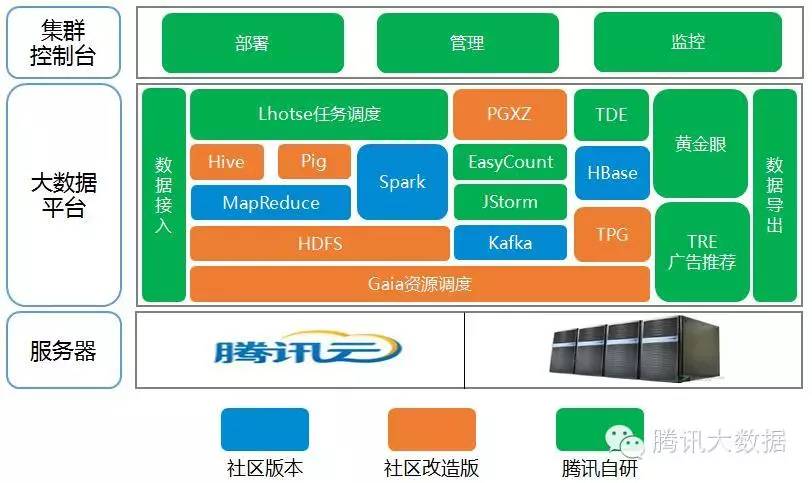 集群
控制台
部署
管理
监控
大数据
平台
数据接入
Lhotse任务调度
PGXZ
TDE
黄金眼
数据导出
Hive
Pig
Spark
EasyCount
HBase
MapReduce
JStorm
HDFS
Kafka
TPG
TRE
广告推荐
Gaia资源调度
服务器
腾讯云
社区版本
社区改造版
腾讯自研
腾讯大数据